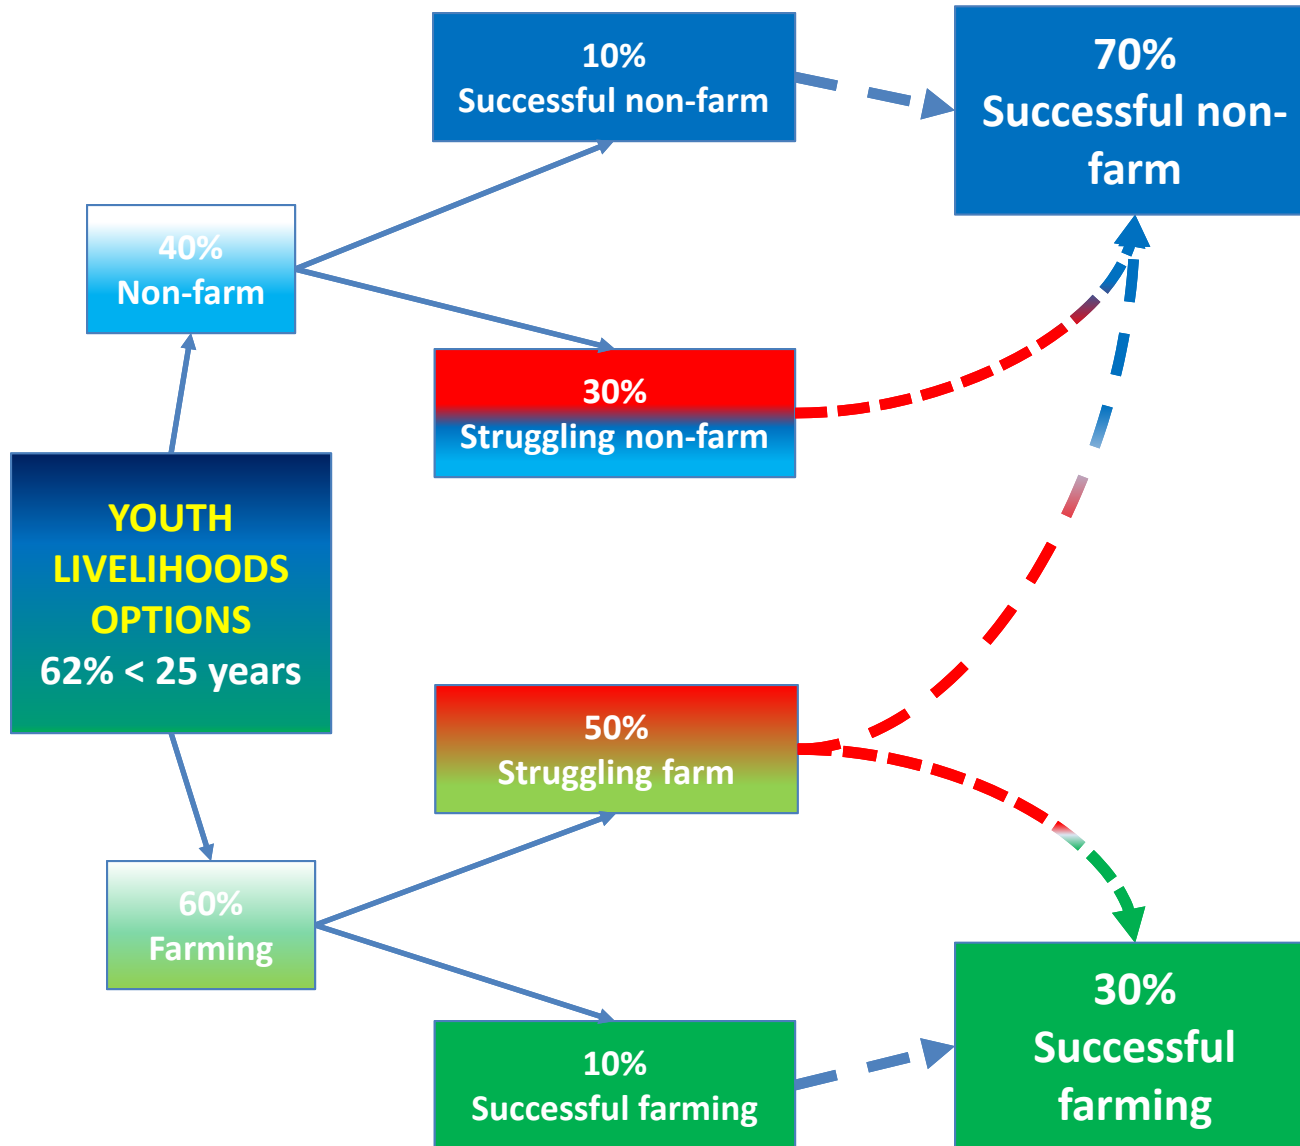 10%
Successful non-farm
70%
Successful non-
farm
40%
Non-farm
30%
Struggling non-farm
YOUTH
LIVELIHOODS
OPTIONS
62% < 25 years
50%
Struggling farm
60%
Farming
30%
Successful
farming
10%
Successful farming